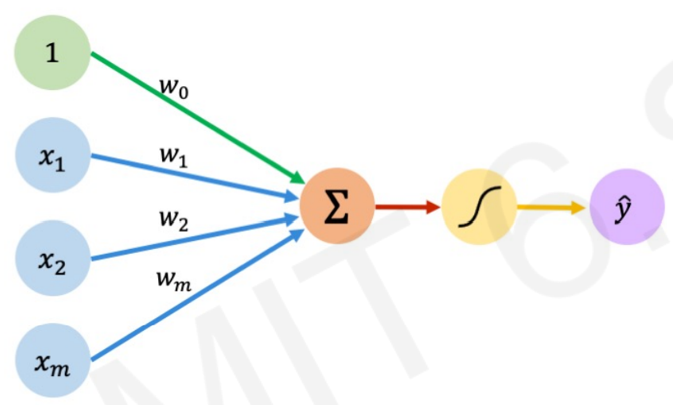 1
w₀
x₁
w₁
x₂
w₂
wₘ
xₘ
Σ
∫
ŷ
MIT 6.S